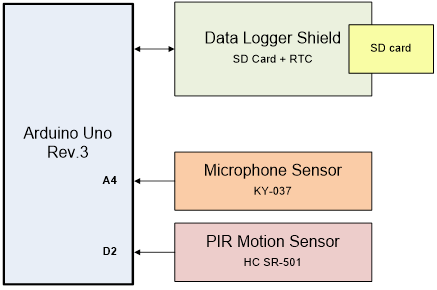 Arduino Uno
Rev.3
A4
D2
Data Logger Shield
SD Card + RTC
SD card
Microphone Sensor
KY-037
PIR Motion Sensor
HC SR-501